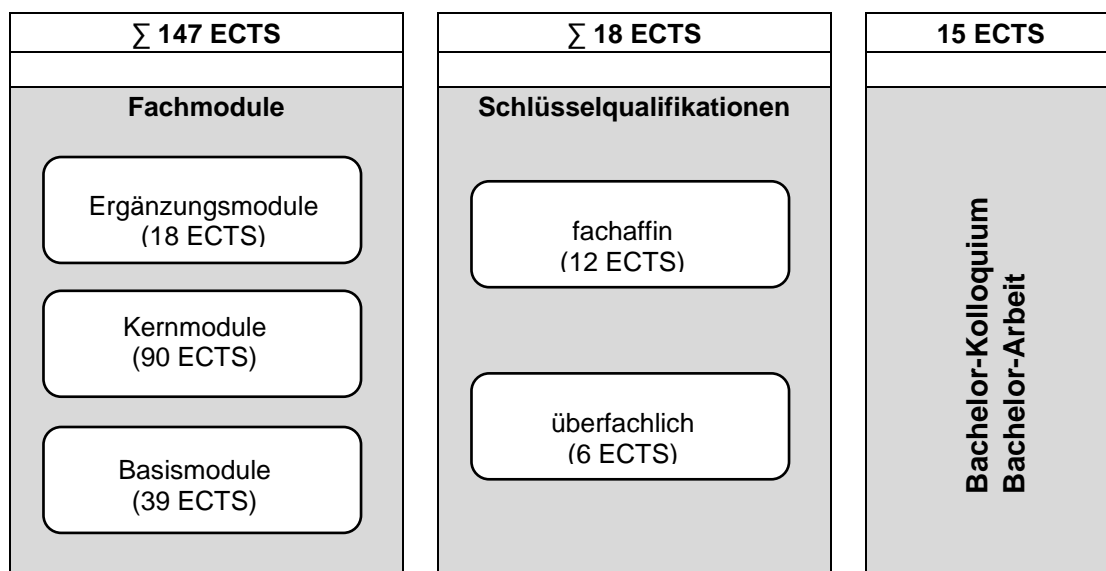 ∑ 147 ECTS
Fachmodule
Ergänzungsmodule
(18 ECTS)
Kernmodule
(90 ECTS)
Basismodule
(39 ECTS)
∑ 18 ECTS
Schlüsselqualifikationen
fachaffin
(12 ECTS)
überfachlich
(6 ECTS)
15 ECTS
Bachelor-Kolloquium
Bachelor-Arbeit